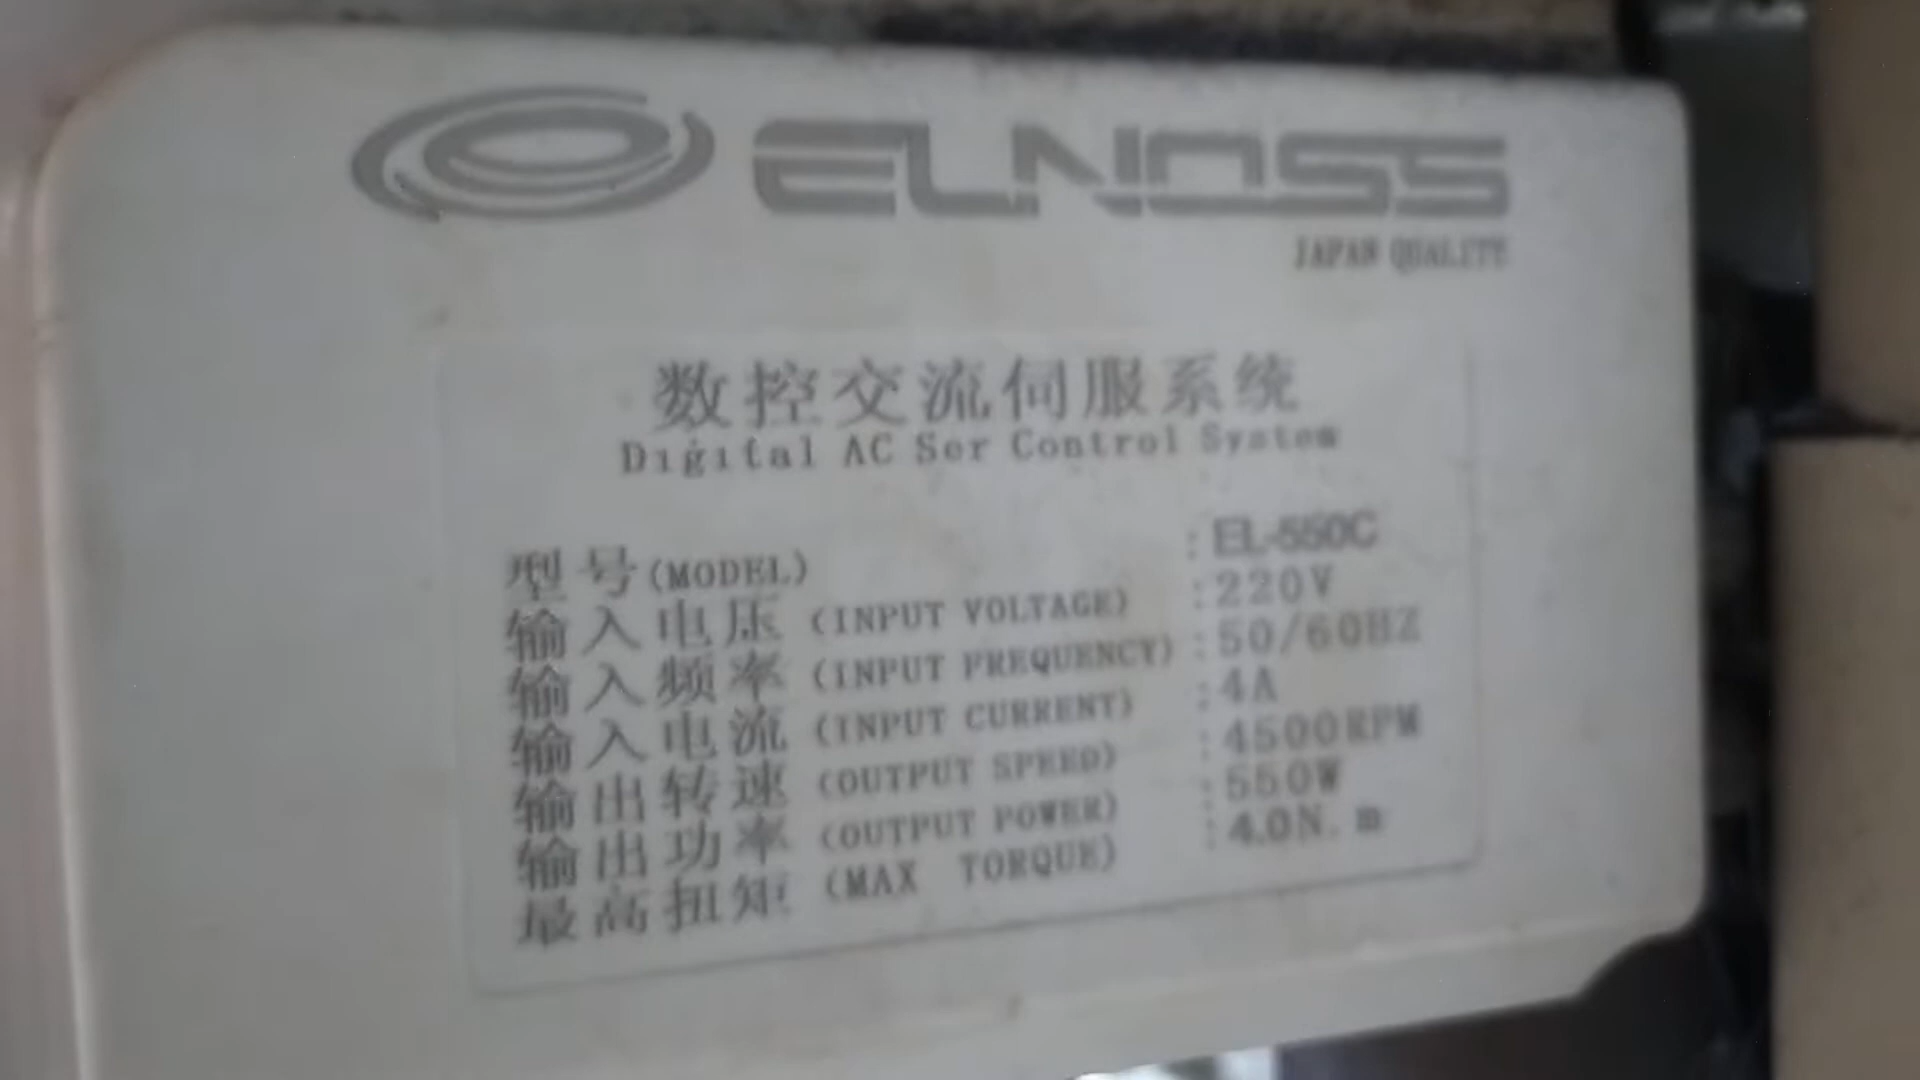 ELNOSS
JAPAN QUALITY
数控交流伺服系统
Digital AC Ser Control System
型号(MODEL) :EL-550C
输入电压(INPUT VOLTAGE) :220V
输入频率(INPUT FREQUENCY) :50/60HZ
输入电流(INPUT CURRENT) :4A
输出转速(OUTPUT SPEED) :4500RPM
输出功率(OUTPUT POWER) :550W
最高扭矩(MAX TORQUE) :4.0N.m